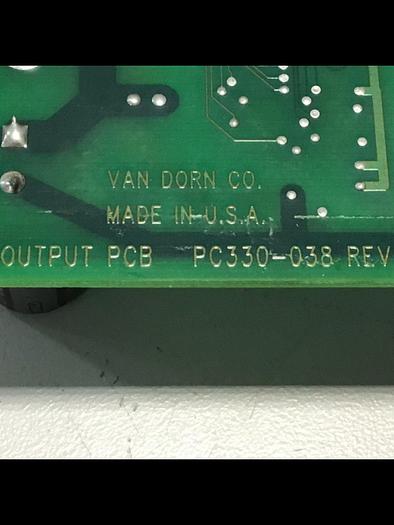 VAN DORN CO.
MADE IN U.S.A.
OUTPUT PCB PC330-038 REV